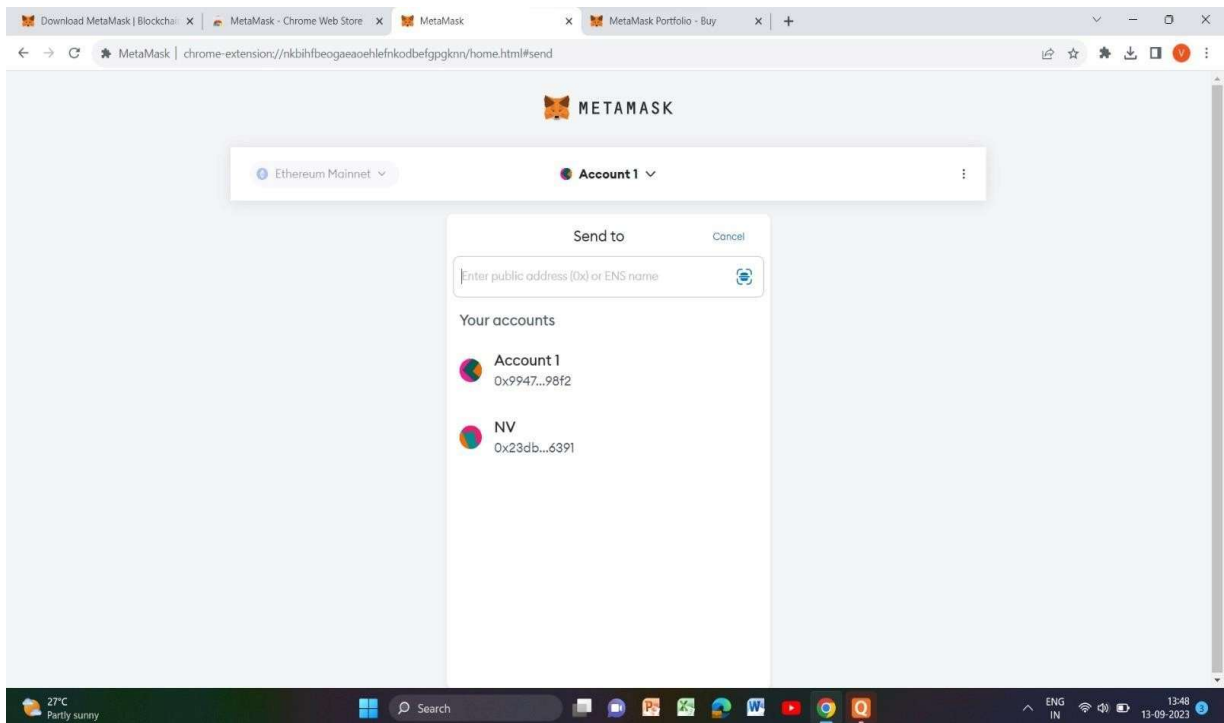 Download MetaMask | Blockchai
MetaMask - Chrome Web Store
MetaMask
MetaMask Portfolio - Buy
MetaMask | chrome-extension://nkbihfbeogaeaoehlefnkodbefgpgknn/home.html#send
V
METAMASK
Ethereum Mainnet
Account 1
Send to
Cancel
Enter public address (0x) or ENS name
Your accounts
Account 1
0x9947...98f2
NV
0x23db...6391
27°C
Partly sunny
Search
ENG
IN
13:48
13-09-2023
3